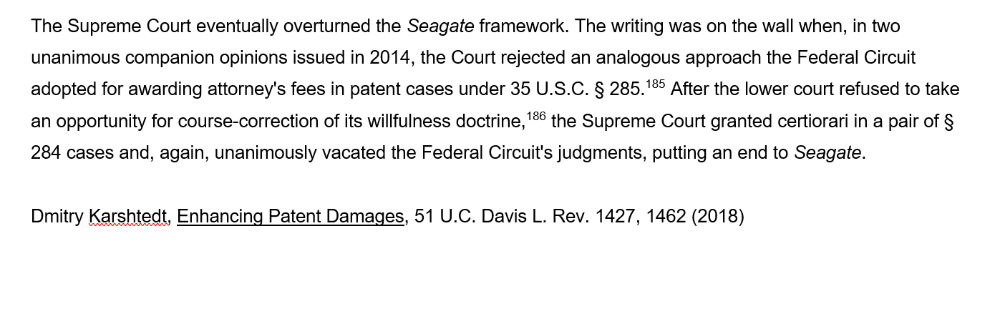 The Supreme Court eventually overturned the Seagate framework. The writing was on the wall when, in two
unanimous companion opinions issued in 2014, the Court rejected an analogous approach the Federal Circuit
adopted for awarding attorney's fees in patent cases under 35 U.S.C. § 285.185 After the lower court refused to take
an opportunity for course-correction of its willfulness doctrine,186 the Supreme Court granted certiorari in a pair of §
284 cases and, again, unanimously vacated the Federal Circuit's judgments, putting an end to Seagate.
Dmitry Karshtedt, Enhancing Patent Damages, 51 U.C. Davis L. Rev. 1427, 1462 (2018)